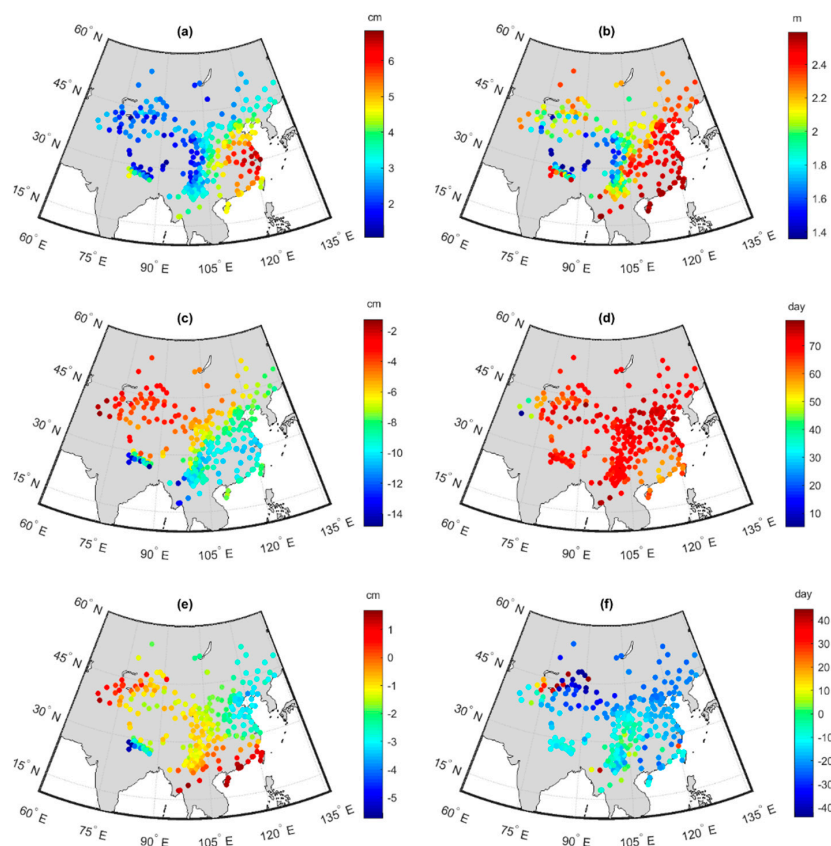 (a)
cm
60° N
45° N
30° N
15° N
60° E
75° E
90° E
105° E
120° E
135° E
6
5
4
3
2
(b)
m
60° N
45° N
30° N
15° N
60° E
75° E
90° E
105° E
120° E
135° E
2.4
2.2
2
1.8
1.6
1.4
(c)
cm
60° N
45° N
30° N
15° N
60° E
75° E
90° E
105° E
120° E
135° E
-2
-4
-6
-8
-10
-12
-14
(d)
day
60° N
45° N
30° N
15° N
60° E
75° E
90° E
105° E
120° E
135° E
70
60
50
40
30
20
10
(e)
cm
60° N
45° N
30° N
15° N
60° E
75° E
90° E
105° E
120° E
135° E
1
0
-1
-2
-3
-4
-5
(f)
day
60° N
45° N
30° N
15° N
60° E
75° E
90° E
105° E
120° E
135° E
40
30
20
10
0
-10
-20
-30
-40